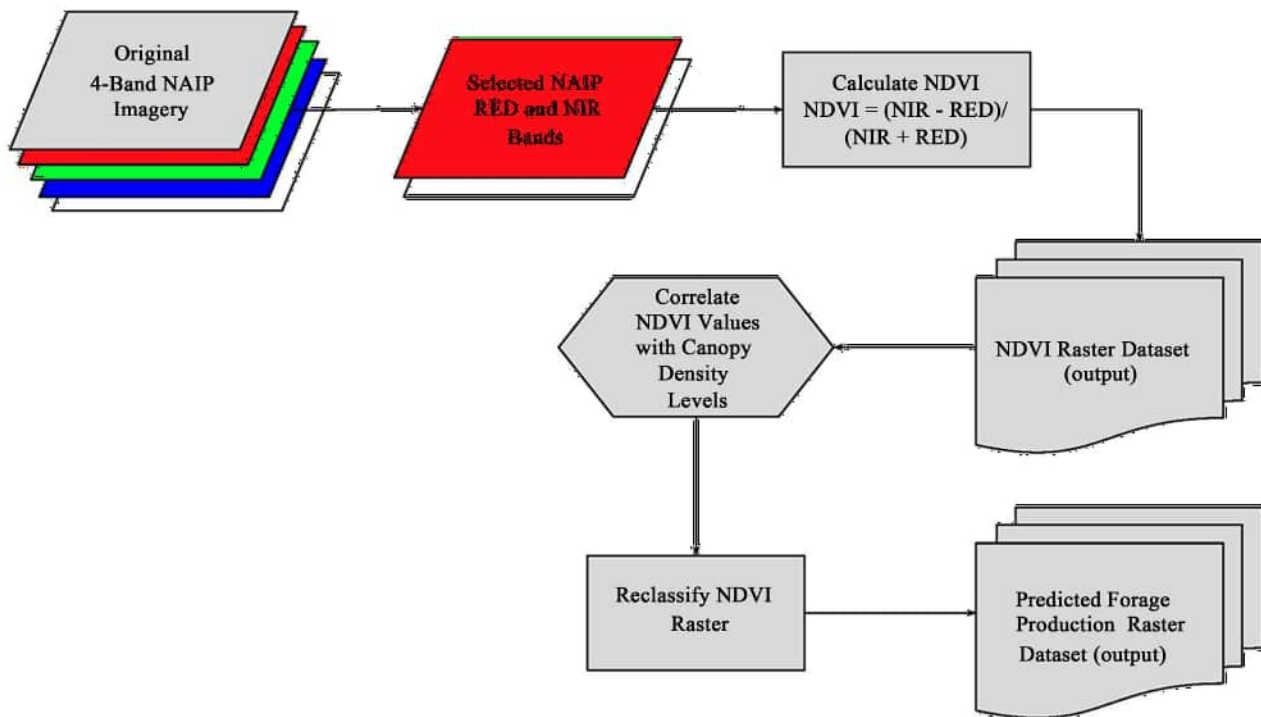 Original
4-Band NAIP
Imagery
Selected NAIP
RED and NIR
Bands
Calculate NDVI
NDVI = (NIR - RED)/
(NIR + RED)
NDVI Raster Dataset
(output)
Correlate
NDVI Values
with Canopy
Density
Levels
Reclassify NDVI
Raster
Predicted Forage
Production Raster
Dataset (output)